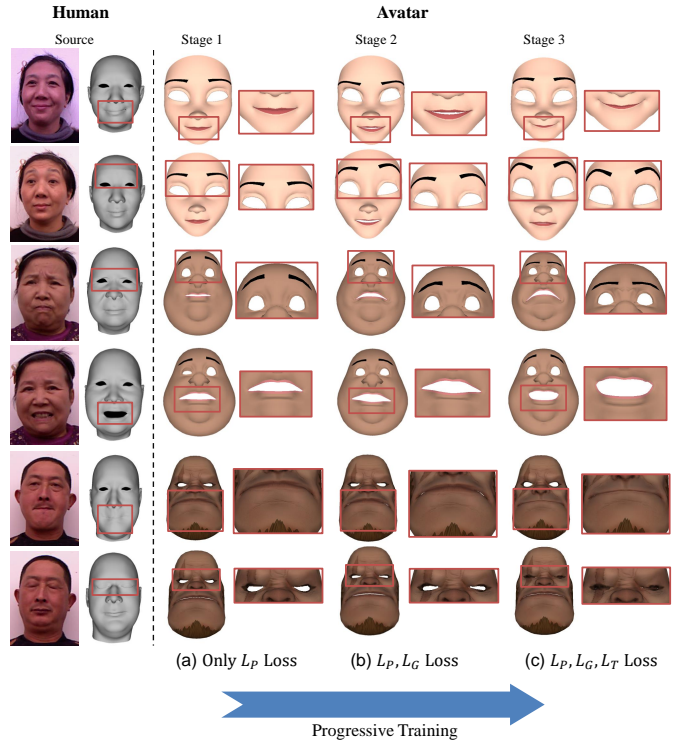 Human Avatar
Source Stage 1 Stage 2 Stage 3
(a) Only L_P Loss (b) L_P, L_G Loss (c) L_P, L_G, L_T Loss
Progressive Training